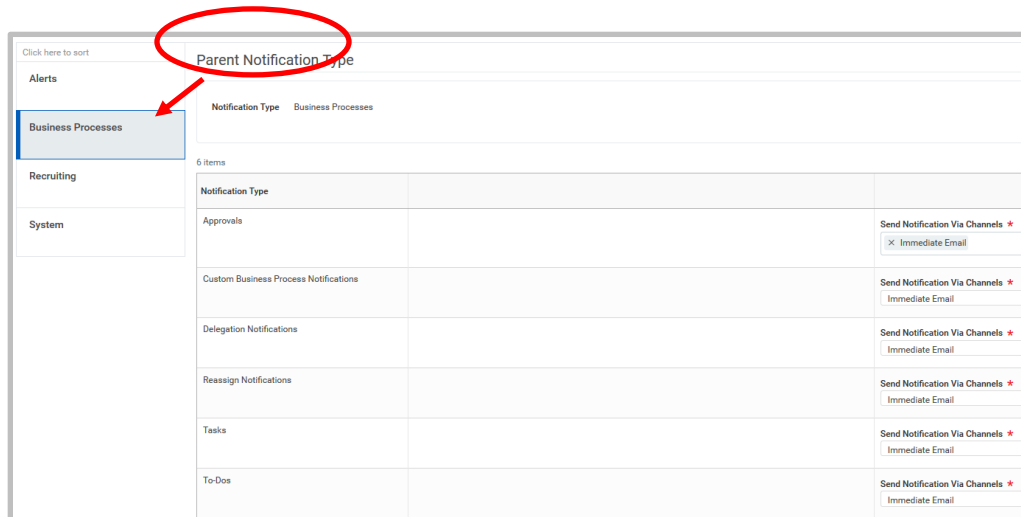 Click here to sort
Alerts
Business Processes
Recruiting
System
Parent Notification Type
Notification Type Business Processes
6 items
Notification Type
Approvals
Send Notification Via Channels *
× Immediate Email
Custom Business Process Notifications
Send Notification Via Channels *
Immediate Email
Delegation Notifications
Send Notification Via Channels *
Immediate Email
Reassign Notifications
Send Notification Via Channels *
Immediate Email
Tasks
Send Notification Via Channels *
Immediate Email
To-Dos
Send Notification Via Channels *
Immediate Email